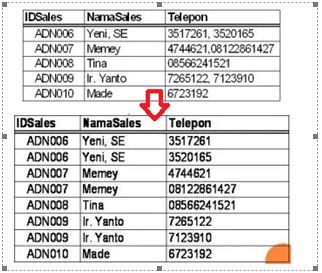 IDSales NamaSales Telepon
ADN006 Yeni, SE 3517261, 3520165
ADN007 Memey 4744621,08122861427
ADN008 Tina 08566241521
ADN009 Ir. Yanto 7265122, 7123910
ADN010 Made 6723192
IDSales NamaSales Telepon
ADN006 Yeni, SE 3517261
ADN006 Yeni, SE 3520165
ADN007 Memey 4744621
ADN007 Memey 08122861427
ADN008 Tina 08566241521
ADN009 Ir. Yanto 7265122
ADN009 Ir. Yanto 7123910
ADN010 Made 6723192